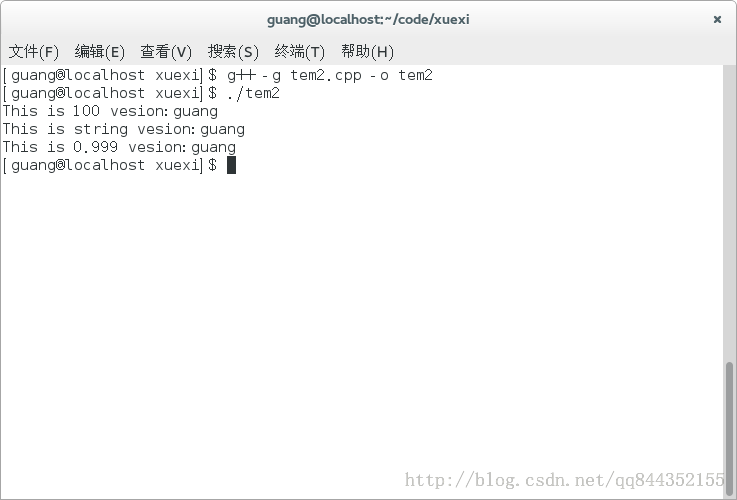 guang@localhost:~/code/xuexi
文件(F) 编辑(E) 查看(V) 搜索(S) 终端(T) 帮助(H)
[guang@localhost xuexi]$ g++ -g tem2.cpp -o tem2
[guang@localhost xuexi]$ ./tem2
This is 100 vesion:guang
This is string vesion:guang
This is 0.999 vesion:guang
[guang@localhost xuexi]$
http://blog.csdn.net/qq844352155